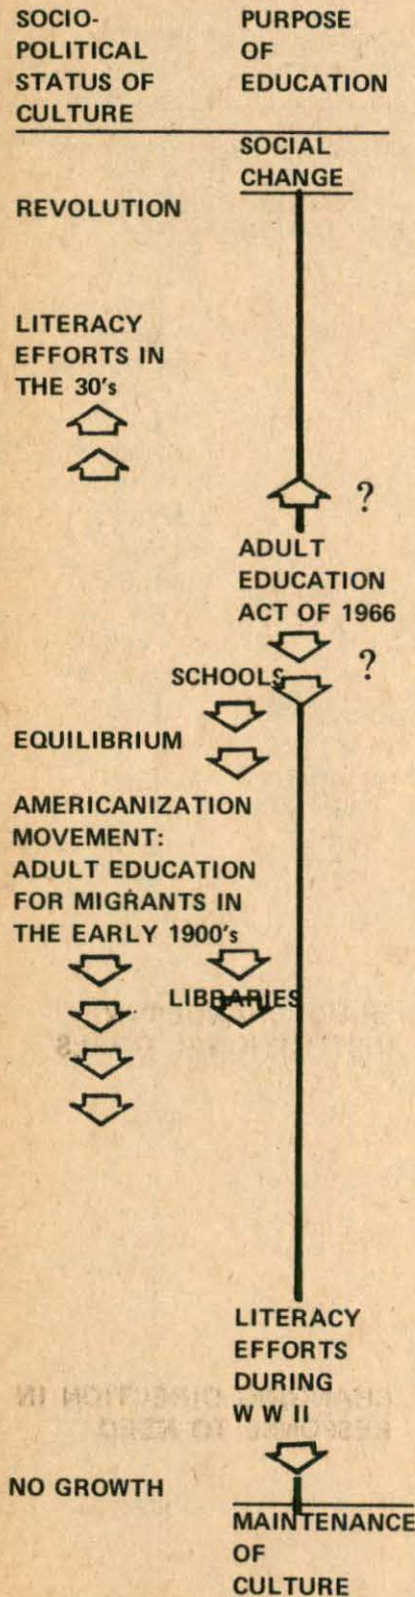 SOCIO-
POLITICAL
STATUS OF
CULTURE
PURPOSE
OF
EDUCATION
SOCIAL
CHANGE
REVOLUTION
LITERACY
EFFORTS IN
THE 30's
?
ADULT
EDUCATION
ACT OF 1966
?
SCHOOLS
EQUILIBRIUM
AMERICANIZATION
MOVEMENT:
ADULT EDUCATION
FOR MIGRANTS IN
THE EARLY 1900's
LIBRARIES
LITERACY
EFFORTS
DURING
W W II
NO GROWTH
MAINTENANCE
OF
CULTURE